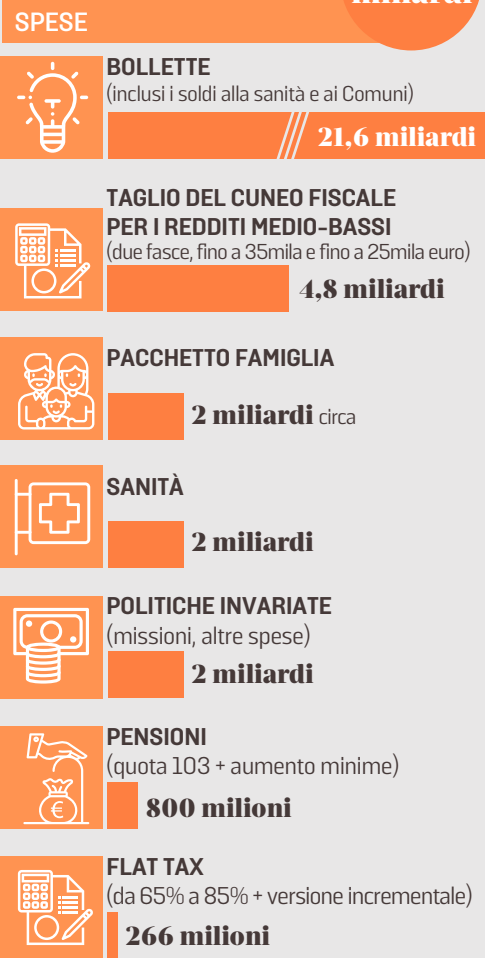 SPESE
BOLLETTE
(inclusi i soldi alla sanità e ai Comuni)
21,6 miliardi
TAGLIO DEL CUNEO FISCALE
PER I REDDITI MEDIO-BASSI
(due fasce, fino a 35mila e fino a 25mila euro)
4,8 miliardi
PACCHETTO FAMIGLIA
2 miliardi circa
SANITÀ
2 miliardi
POLITICHE INVARIATE
(missioni, altre spese)
2 miliardi
PENSIONI
(quota 103 + aumento minime)
800 milioni
FLAT TAX
(da 65% a 85% + versione incrementale)
266 milioni